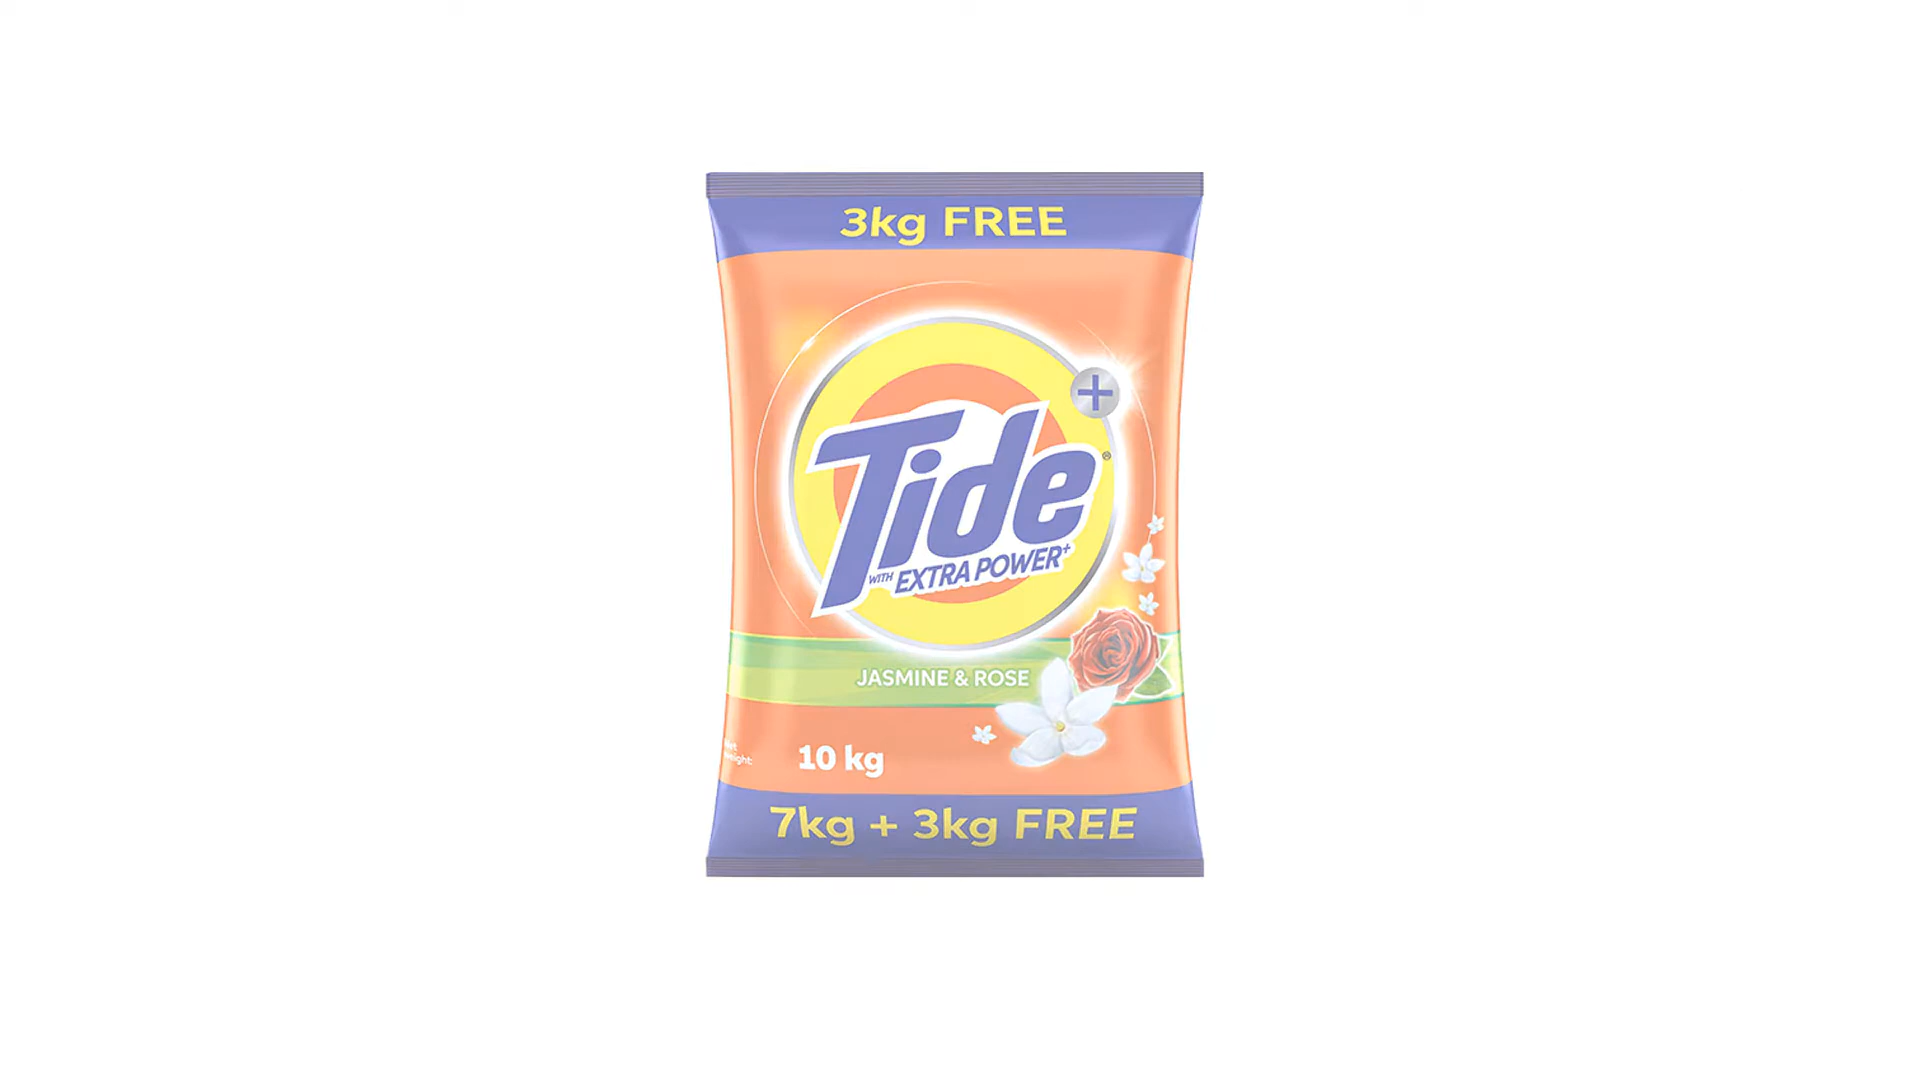 3kg FREE
+
Tide®
WITH EXTRA POWER+
JASMINE & ROSE
10 kg
7kg + 3kg FREE